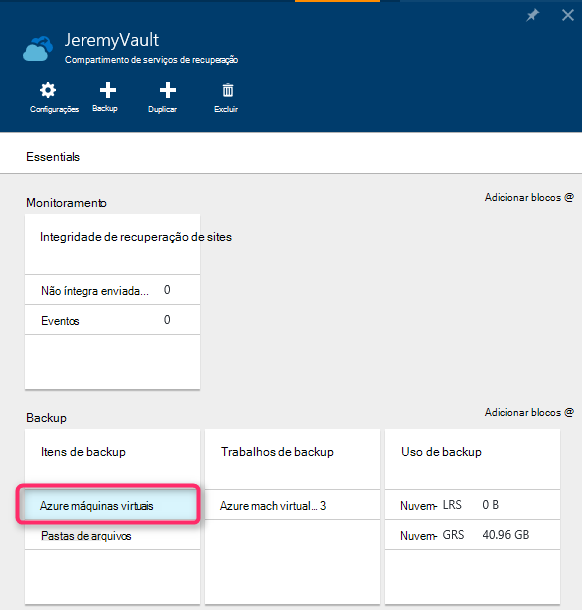 JeremyVault
Compartimento de serviços de recuperação
Configurações Backup Duplicar Excluir
Essentials
Monitoramento Adicionar blocos @
Integridade de recuperação de sites
Não íntegra enviada... 0
Eventos 0
Backup Adicionar blocos @
Itens de backup Trabalhos de backup Uso de backup
Azure máquinas virtuais Azure mach virtual... 3 Nuvem- LRS 0 B
Pastas de arquivos Nuvem- GRS 40.96 GB